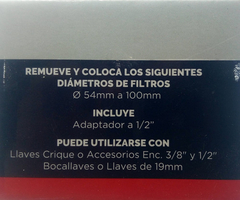 REMUEVE Y COLOCA LOS SIGUIENTES
DIÁMETROS DE FILTROS
Ø 54mm a 100mm
INCLUYE
Adaptador a 1/2"
PUEDE UTILIZARSE CON
Llaves Crique o Accesorios Enc. 3/8" y 1/2"
Bocallaves o Llaves de 19mm